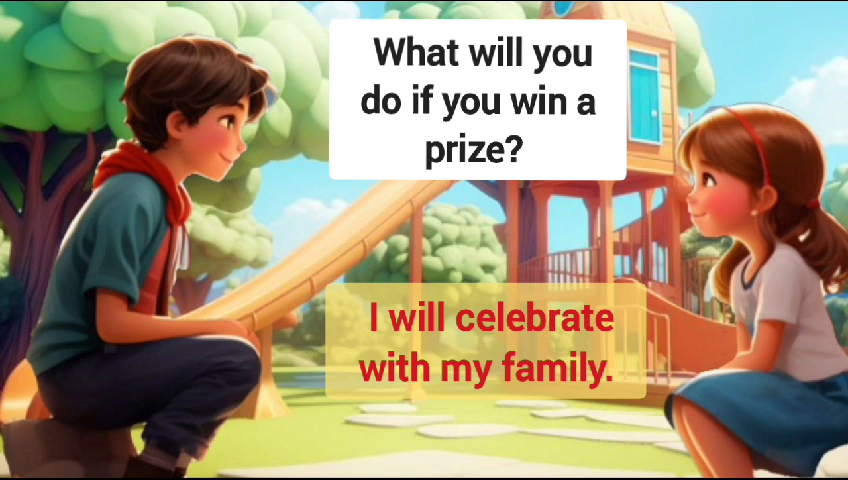 What will you
do if you win a
prize?
I will celebrate
with my family.